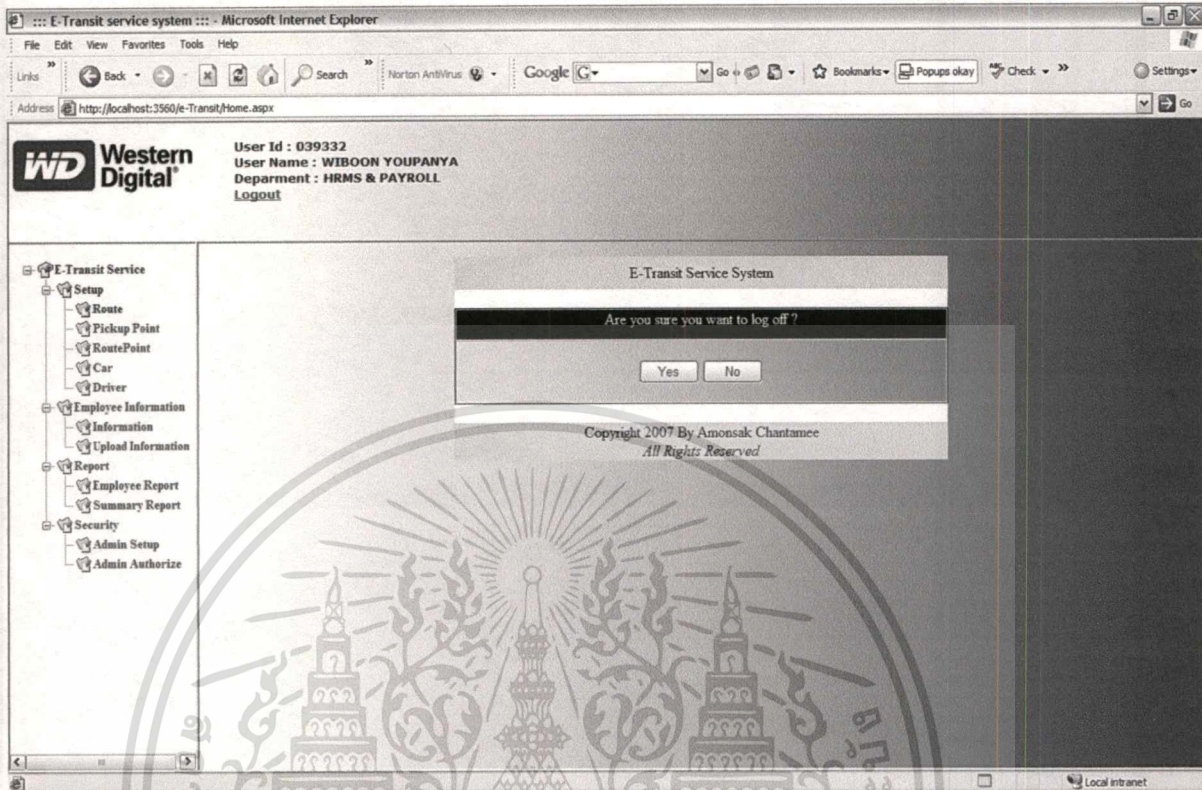 ::: E-Transit service system ::: - Microsoft Internet Explorer
File Edit View Favorites Tools Help
Links » Back Search » Norton AntiVirus Google G Go Bookmarks Popups okay Check » Settings
Address http://localhost:3560/e-Transit/Home.aspx Go
WD Western Digital®
User Id : 039332
User Name : WIBOON YOUPANYA
Deparment : HRMS & PAYROLL
Logout
E-Transit Service
Setup
Route
Pickup Point
RoutePoint
Car
Driver
Employee Information
Information
Upload Information
Report
Employee Report
Summary Report
Security
Admin Setup
Admin Authorize
E-Transit Service System
Are you sure you want to log off ?
Yes No
Copyright 2007 By Amonsak Chantamee
All Rights Reserved
Local intranet